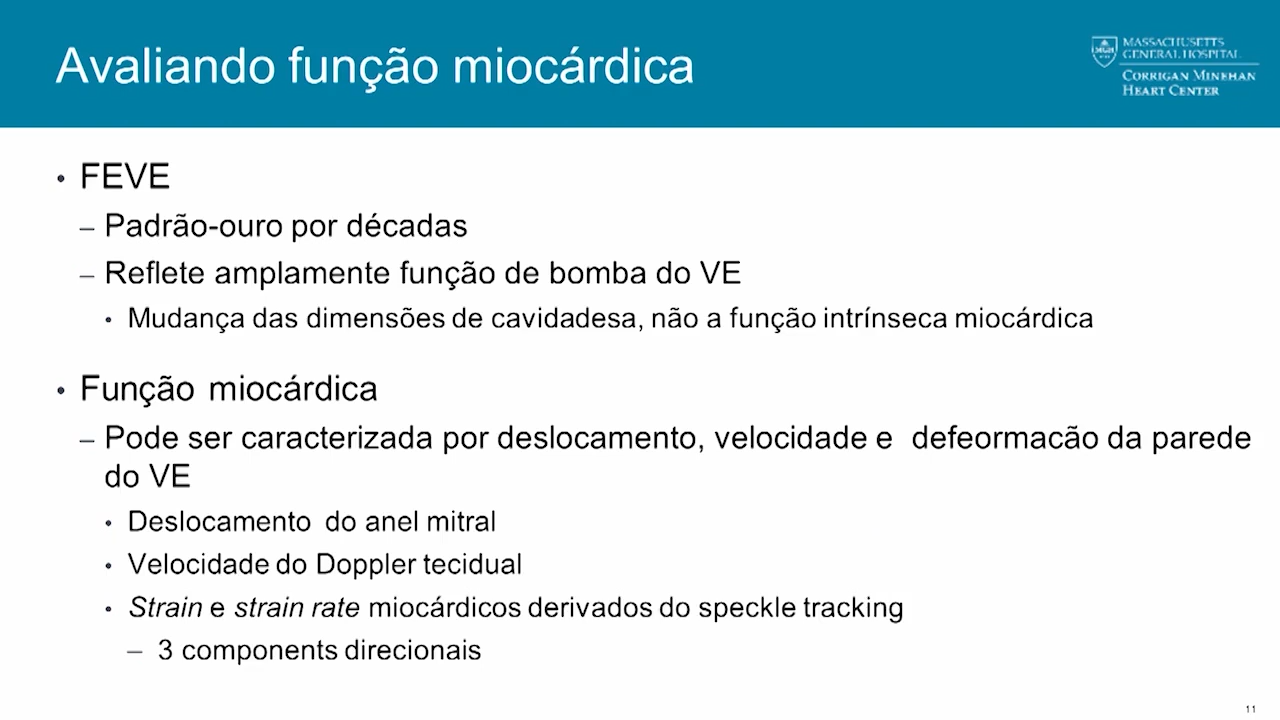 Avaliando função miocárdica
MASSACHUSETTS
GENERAL HOSPITAL
CORRIGAN MINEHAN
HEART CENTER
• FEVE
– Padrão-ouro por décadas
– Reflete amplamente função de bomba do VE
• Mudança das dimensões de cavidadesa, não a função intrínseca miocárdica
• Função miocárdica
– Pode ser caracterizada por deslocamento, velocidade e defeormacão da parede
do VE
• Deslocamento do anel mitral
• Velocidade do Doppler tecidual
• Strain e strain rate miocárdicos derivados do speckle tracking
– 3 components direcionais
11